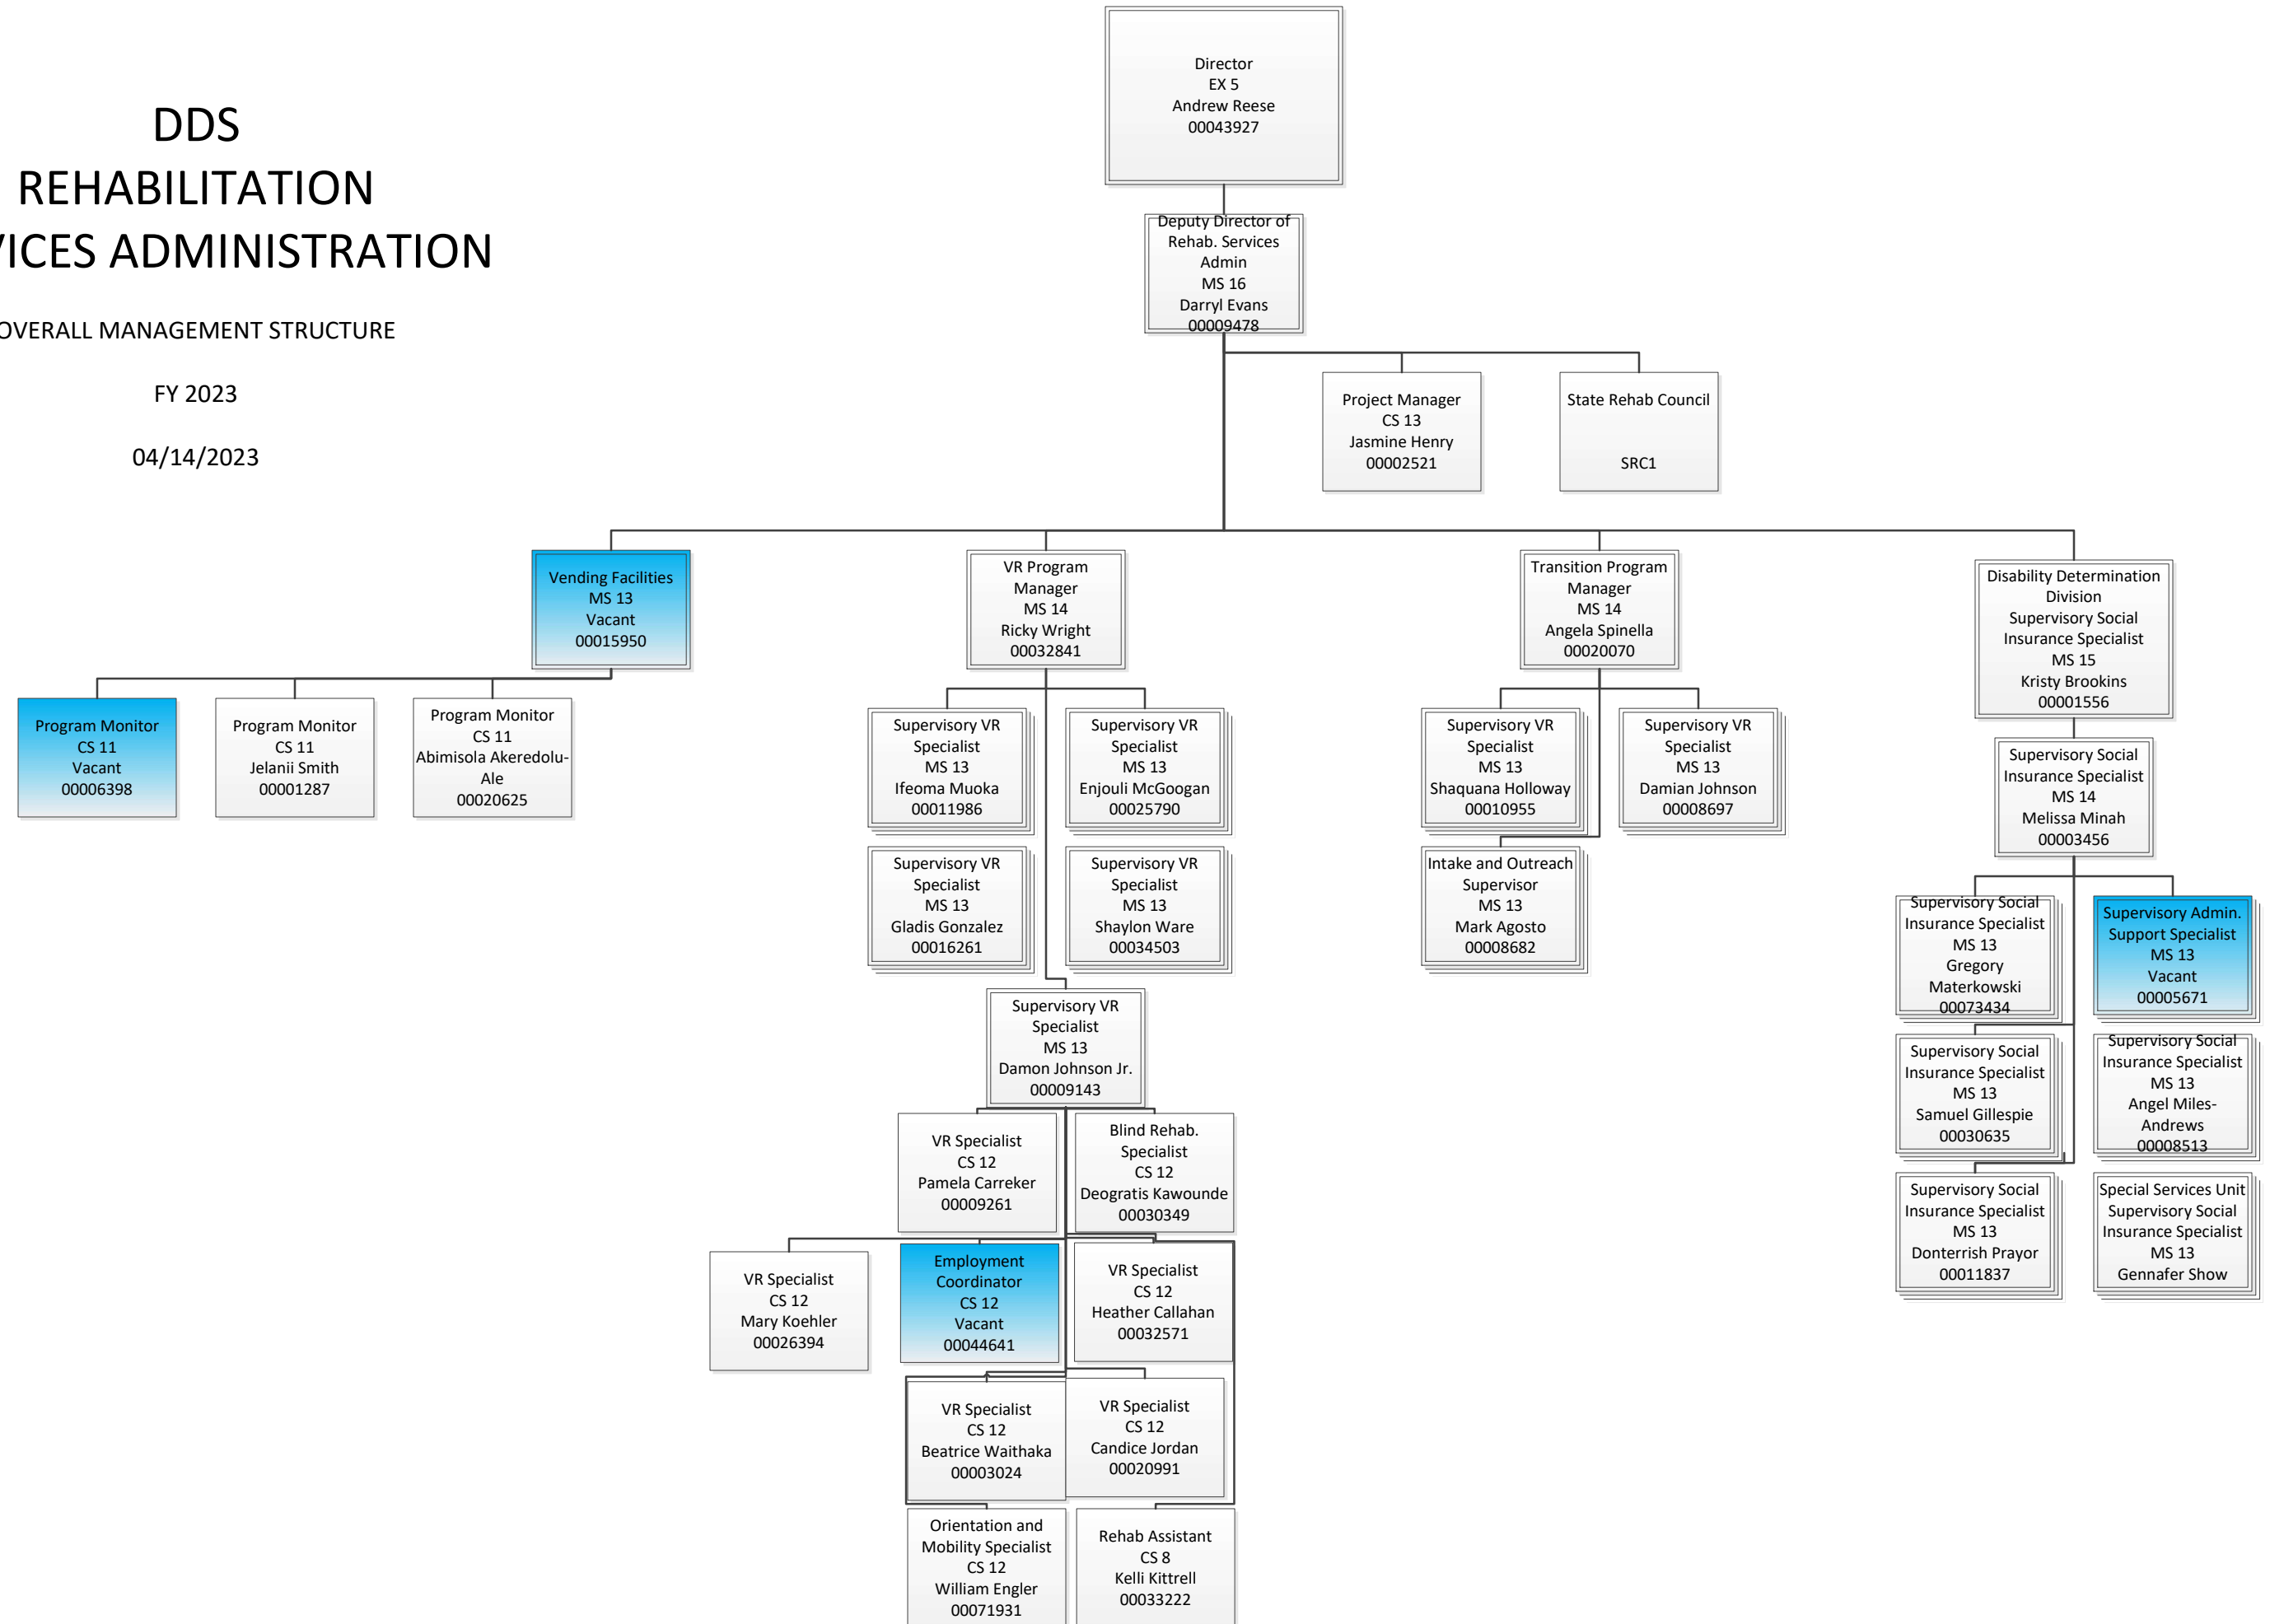 DDS
REHABILITATION
VICES ADMINISTRATION
OVERALL MANAGEMENT STRUCTURE
FY 2023
04/14/2023
Director
EX 5
Andrew Reese
00043927
Deputy Director of
Rehab. Services
Admin
MS 16
Darryl Evans
00009478
Project Manager
CS 13
Jasmine Henry
00002521
State Rehab Council
SRC1
Vending Facilities
MS 13
Vacant
00015950
VR Program
Manager
MS 14
Ricky Wright
00032841
Transition Program
Manager
MS 14
Angela Spinella
00020070
Disability Determination
Division
Supervisory Social
Insurance Specialist
MS 15
Kristy Brookins
00001556
Program Monitor
CS 11
Vacant
00006398
Program Monitor
CS 11
Jelanii Smith
00001287
Program Monitor
CS 11
Abimisola Akeredolu-
Ale
00020625
Supervisory VR
Specialist
MS 13
Ifeoma Muoka
00011986
Supervisory VR
Specialist
MS 13
Enjouli McGoogan
00025790
Supervisory VR
Specialist
MS 13
Shaquana Holloway
00010955
Supervisory VR
Specialist
MS 13
Damian Johnson
00008697
Supervisory Social
Insurance Specialist
MS 14
Melissa Minah
00003456
Supervisory VR
Specialist
MS 13
Gladis Gonzalez
00016261
Supervisory VR
Specialist
MS 13
Shaylon Ware
00034503
Intake and Outreach
Supervisor
MS 13
Mark Agosto
00008682
Supervisory Social
Insurance Specialist
MS 13
Gregory
Materkowski
00073434
Supervisory Admin.
Support Specialist
MS 13
Vacant
00005671
Supervisory VR
Specialist
MS 13
Damon Johnson Jr.
00009143
Supervisory Social
Insurance Specialist
MS 13
Samuel Gillespie
00030635
Supervisory Social
Insurance Specialist
MS 13
Angel Miles-
Andrews
00008513
VR Specialist
CS 12
Pamela Carreker
00009261
Blind Rehab.
Specialist
CS 12
Deogratis Kawounde
00030349
Supervisory Social
Insurance Specialist
MS 13
Donterrish Prayor
00011837
Special Services Unit
Supervisory Social
Insurance Specialist
MS 13
Gennafer Show
VR Specialist
CS 12
Mary Koehler
00026394
Employment
Coordinator
CS 12
Vacant
00044641
VR Specialist
CS 12
Heather Callahan
00032571
VR Specialist
CS 12
Beatrice Waithaka
00003024
VR Specialist
CS 12
Candice Jordan
00020991
Orientation and
Mobility Specialist
CS 12
William Engler
00071931
Rehab Assistant
CS 8
Kelli Kittrell
00033222